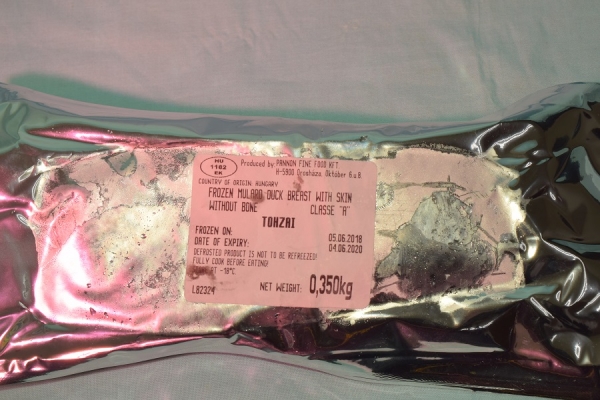 HU
1162
EK
Produced by PANNON FINE FOOD KFT
H-5900 Orosháza, Október 6 u 8
COUNTRY OF ORIGIN: HUNGARY
FROZEN MULARD DUCK BREAST WITH SKIN
WITHOUT BONE CLASSE "A"
TOHZAI
FROZEN ON: 05.06.2018
DATE OF EXPIRY: 04.06.2020
DEFROSTED PRODUCT IS NOT TO BE REFREEZED!
FULLY COOK BEFORE EATING!
AT -18°C
L82324 NET WEIGHT: 0,350kg